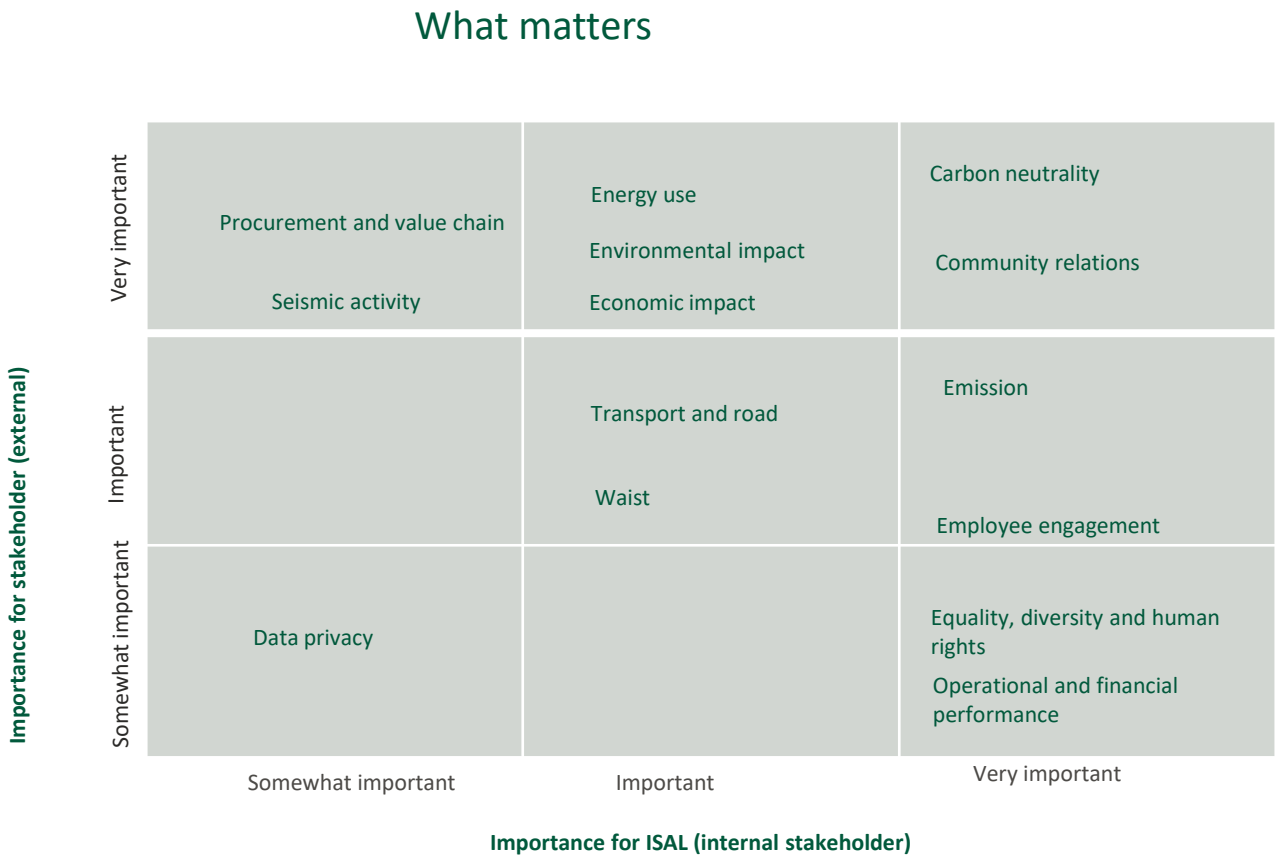 What matters
Importance for stakeholder (external)
Very important
Procurement and value chain
Seismic activity
Energy use
Environmental impact
Economic impact
Carbon neutrality
Community relations
Important
Transport and road
Waist
Emission
Employee engagement
Somewhat important
Data privacy
Equality, diversity and human
rights
Operational and financial
performance
Somewhat important
Important
Very important
Importance for ISAL (internal stakeholder)